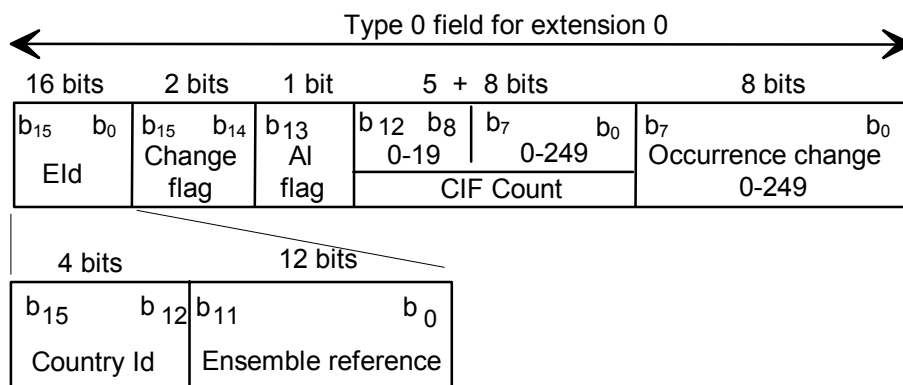 Type 0 field for extension 0
16 bits 2 bits 1 bit 5 + 8 bits 8 bits
b15 b0 b15 b14 b13 b12 b8 b7 b0 b7 b0
EId Change flag AI flag 0-19 0-249 Occurrence change 0-249
CIF Count
4 bits 12 bits
b15 b12 b11 b0
Country Id Ensemble reference